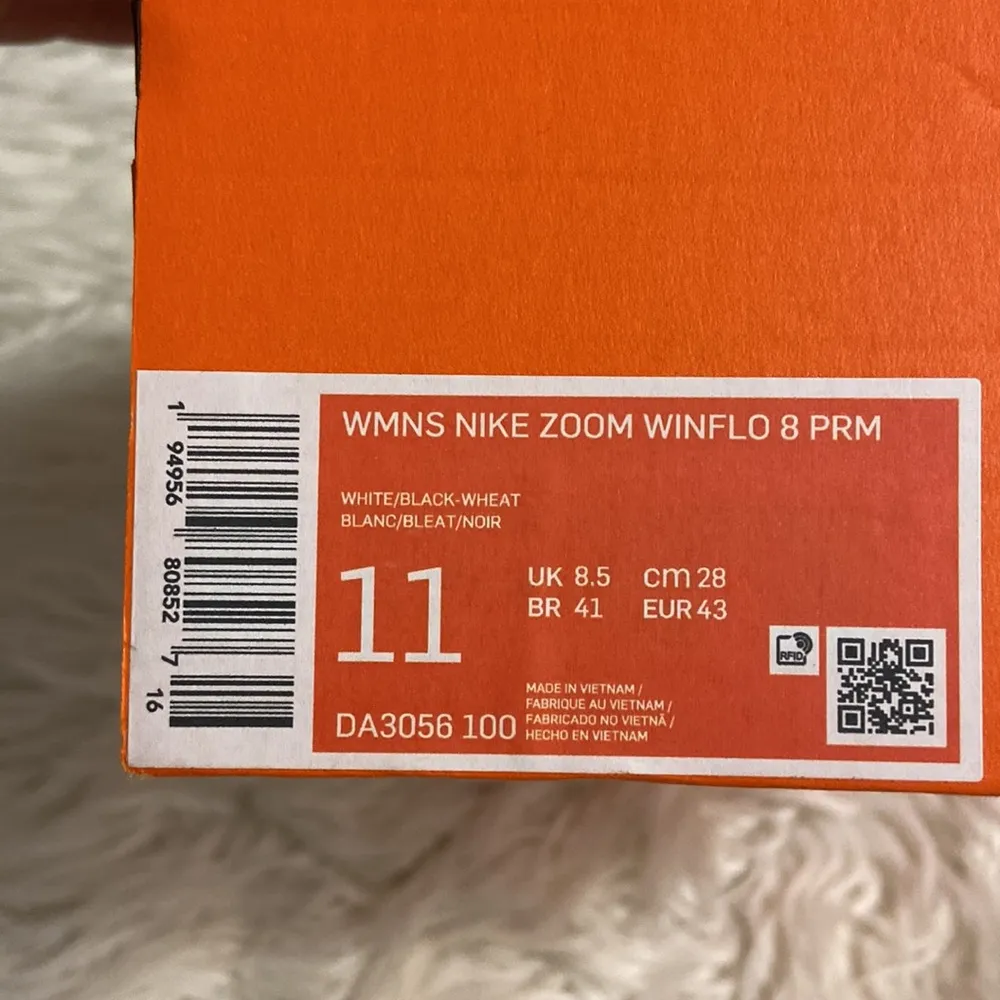 WMNS NIKE ZOOM WINFLO 8 PRM
WHITE/BLACK-WHEAT
BLANC/BLEAT/NOIR
11
UK 8.5 cm 28
BR 41 EUR 43
DA3056 100
MADE IN VIETNAM /
FABRIQUE AU VIETNAM /
FABRICADO NO VIETNÃ /
HECHO EN VIETNAM
RFID
1 94956 80852 7
16